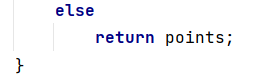 else
return points;
}